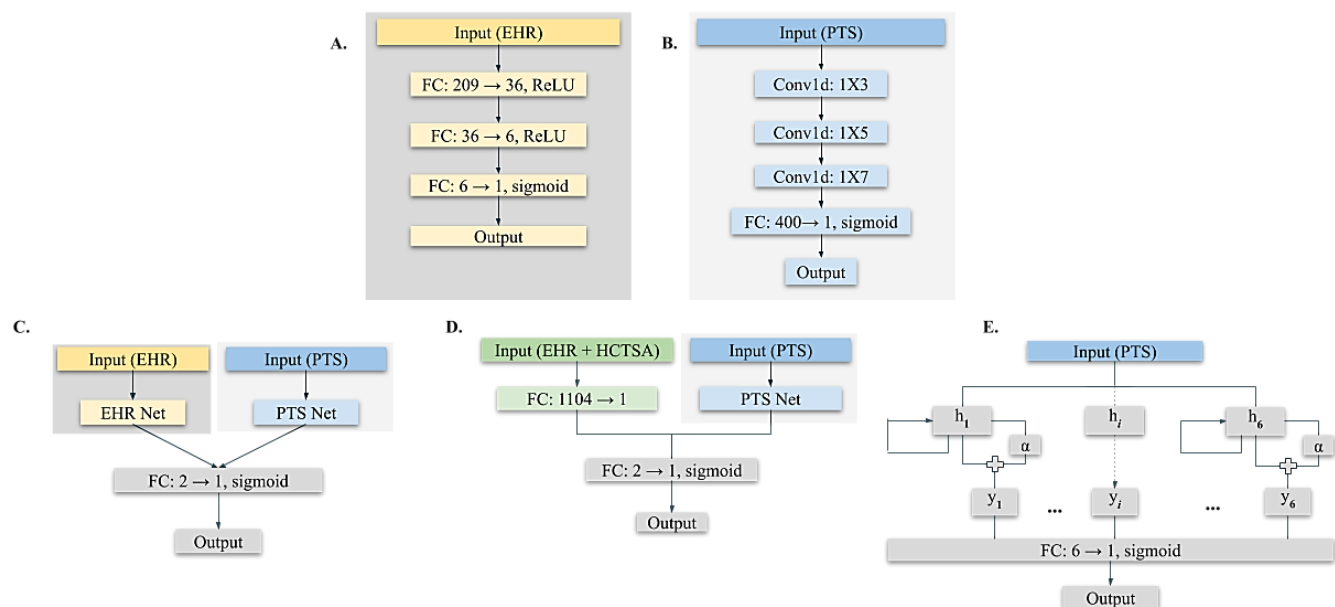 A.
Input (EHR)
FC: 209 → 36, ReLU
FC: 36 → 6, ReLU
FC: 6 → 1, sigmoid
Output
B.
Input (PTS)
Conv1d: 1X3
Conv1d: 1X5
Conv1d: 1X7
FC: 400→ 1, sigmoid
Output
C.
Input (EHR)
Input (PTS)
EHR Net
PTS Net
FC: 2 → 1, sigmoid
Output
D.
Input (EHR + HCTSA)
Input (PTS)
FC: 1104 → 1
PTS Net
FC: 2 → 1, sigmoid
Output
E.
Input (PTS)
h1
hi
h6
α
α
y1
...
yi
...
y6
FC: 6 → 1, sigmoid
Output